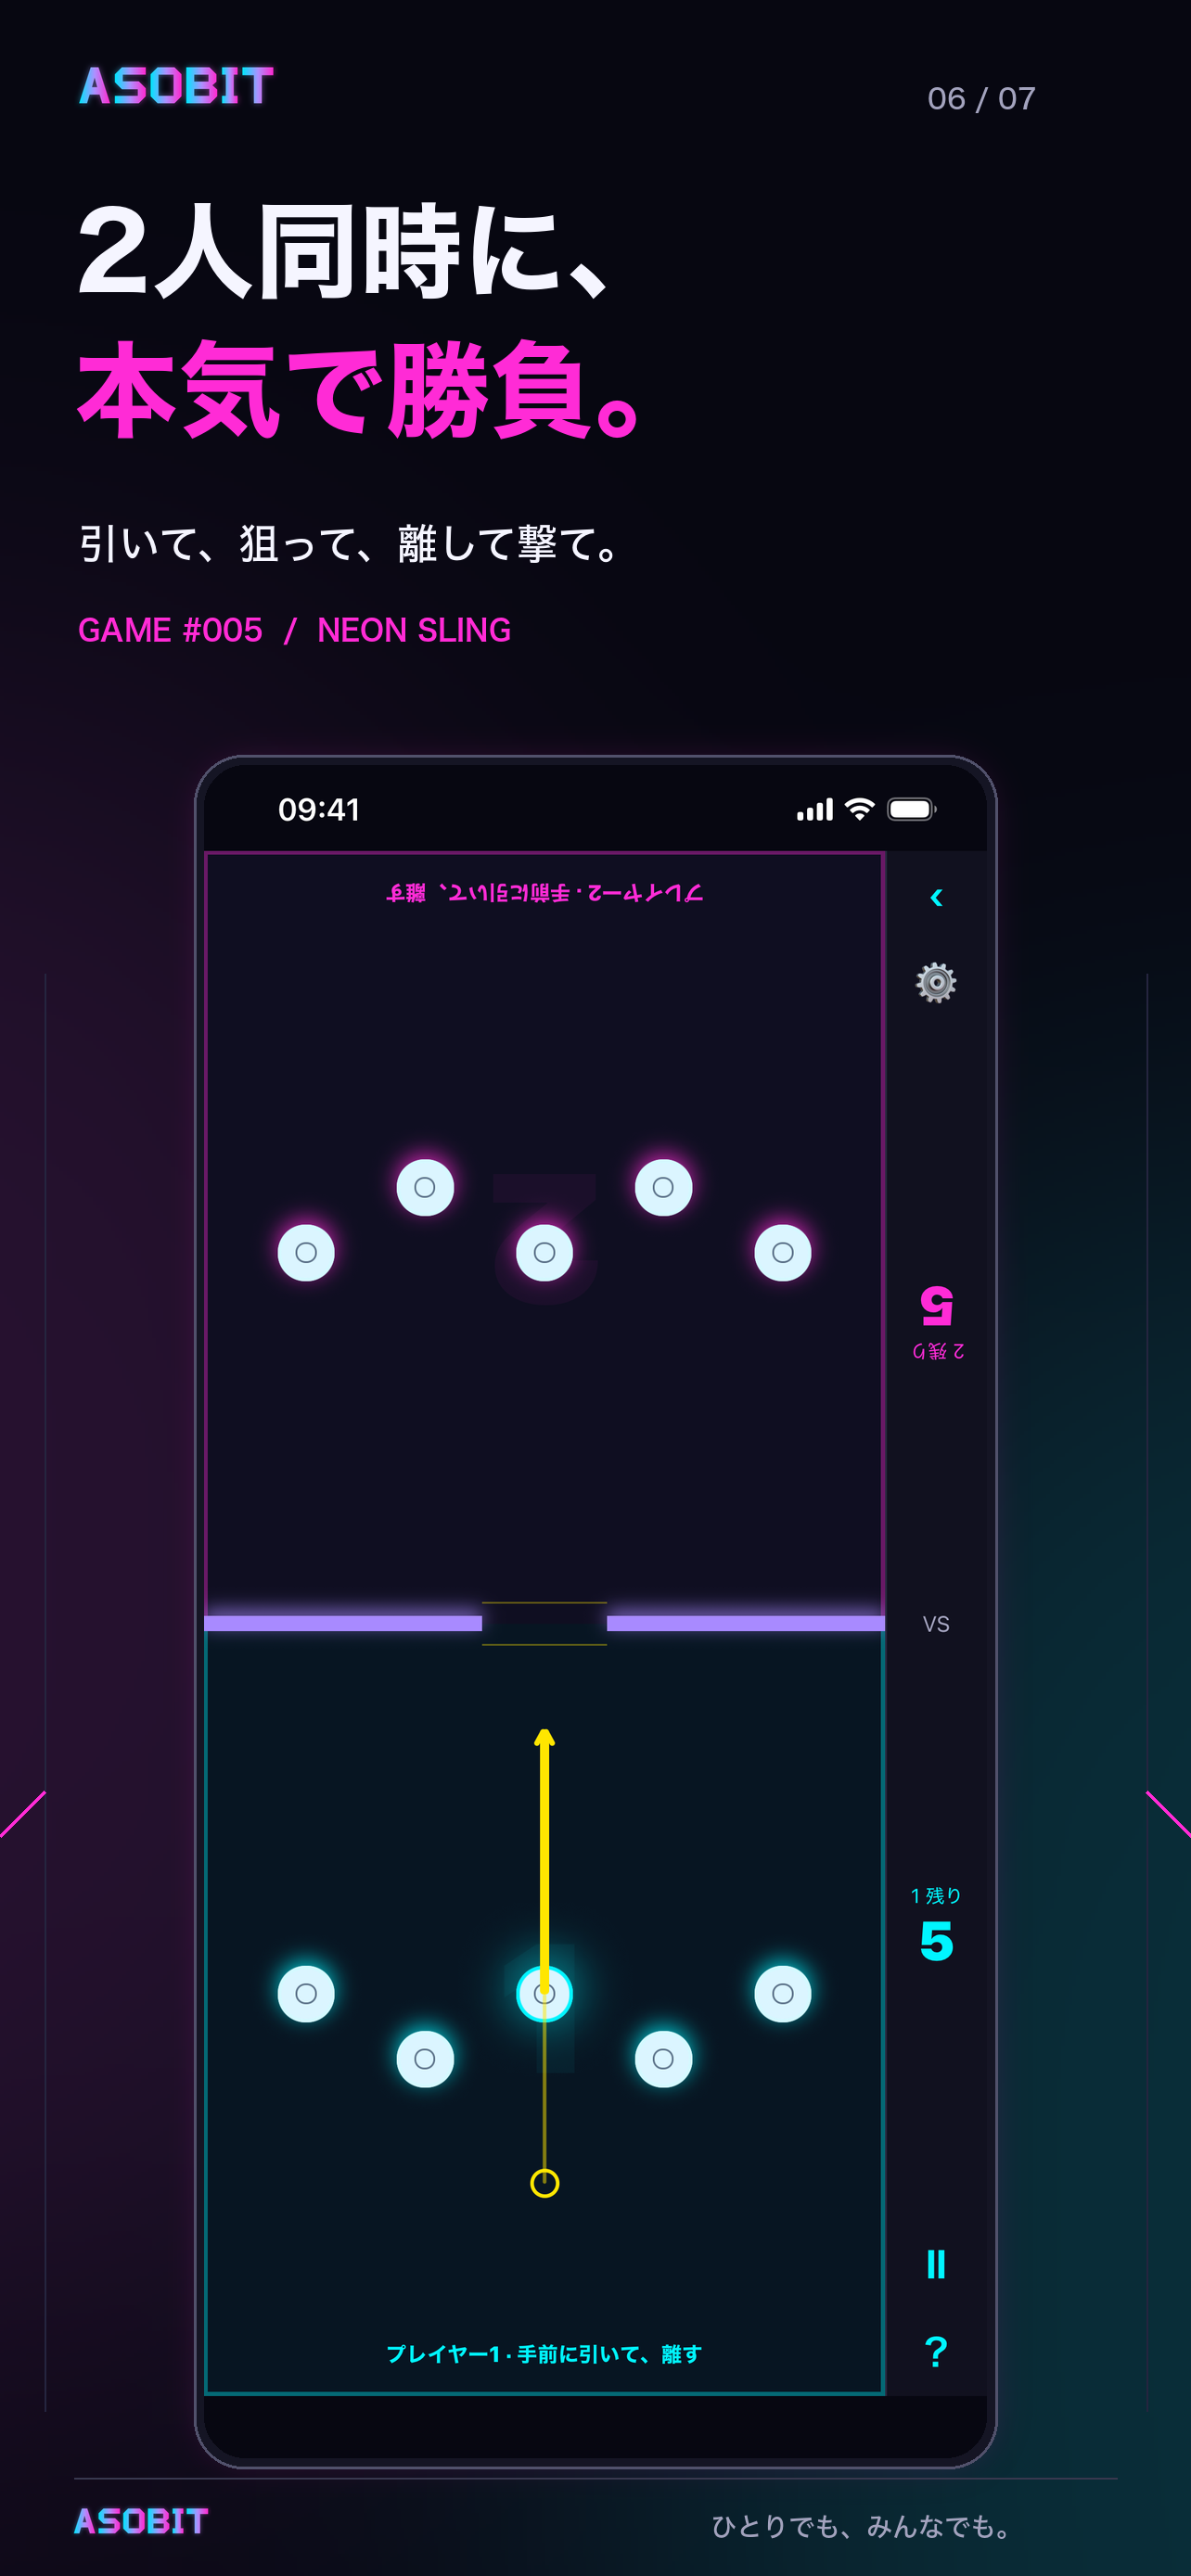 ASOBIT
06 / 07
2人同時に、
本気で勝負。
引いて、狙って、離して撃て。
GAME #005 / NEON SLING
09:41
プレイヤー2・手前に引いて、離す
2
5
2 残り
VS
1 残り
5
1
プレイヤー1・手前に引いて、離す
?
ASOBIT
ひとりでも、みんなでも。